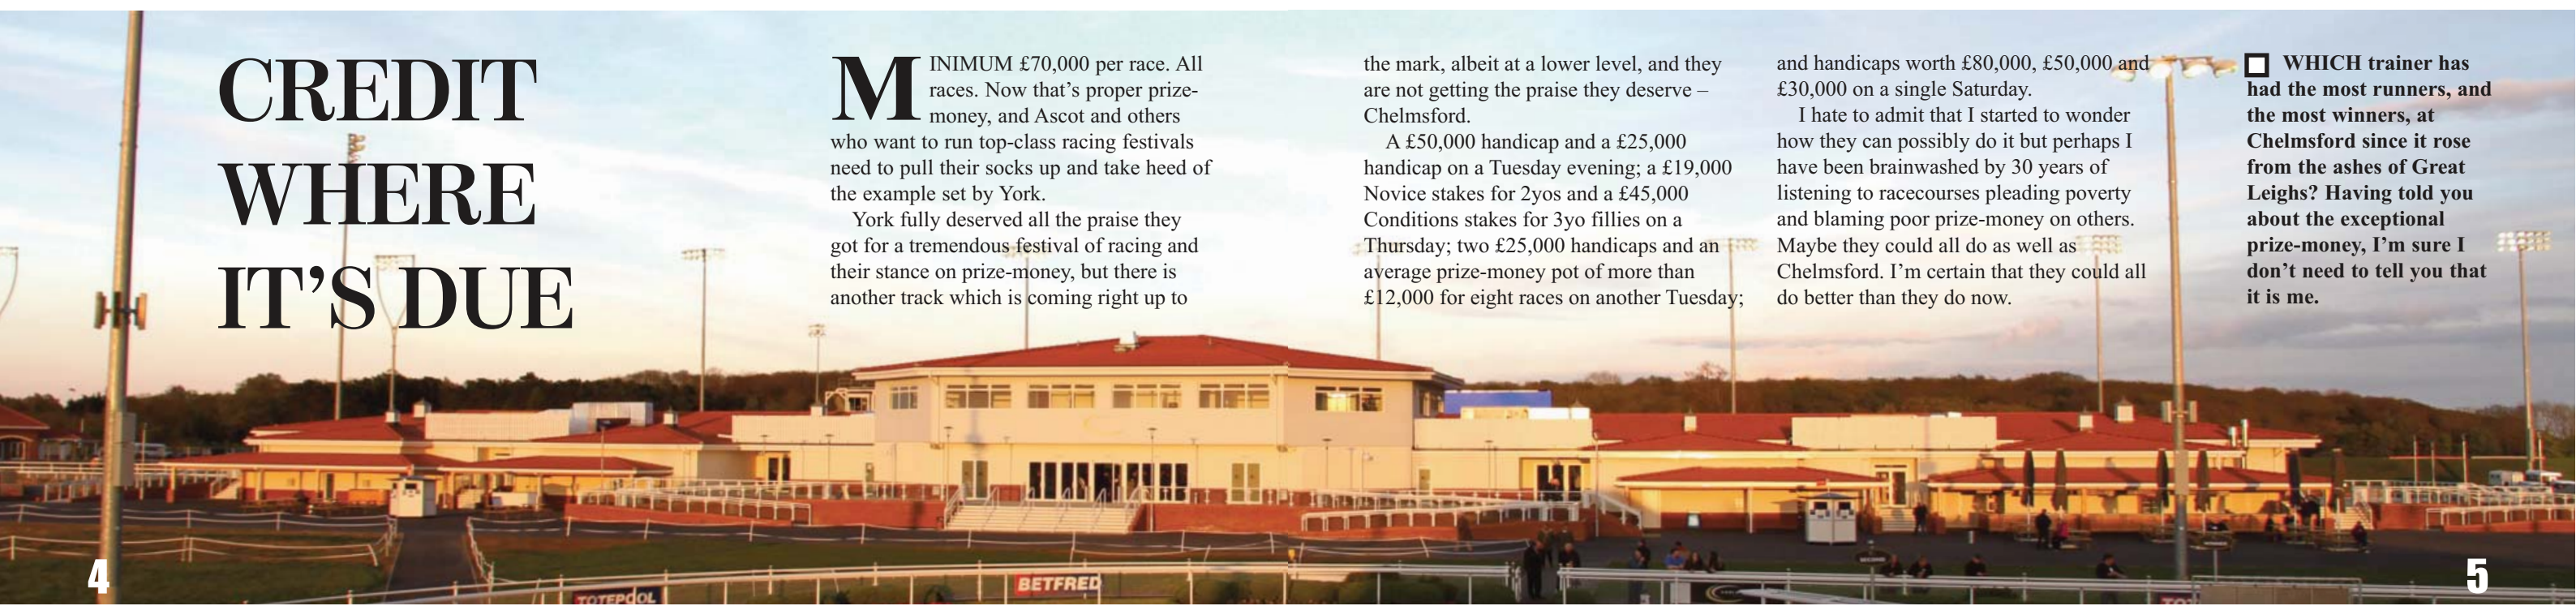 CREDIT
WHERE
IT'S DUE
MINIMUM £70,000 per race. All
races. Now that's proper prize-
money, and Ascot and others
who want to run top-class racing festivals
need to pull their socks up and take heed of
the example set by York.
York fully deserved all the praise they
got for a tremendous festival of racing and
their stance on prize-money, but there is
another track which is coming right up to
the mark, albeit at a lower level, and they
are not getting the praise they deserve –
Chelmsford.
A £50,000 handicap and a £25,000
handicap on a Tuesday evening; a £19,000
Novice stakes for 2yos and a £45,000
Conditions stakes for 3yo fillies on a
Thursday; two £25,000 handicaps and an
average prize-money pot of more than
£12,000 for eight races on another Tuesday;
and handicaps worth £80,000, £50,000 and
£30,000 on a single Saturday.
I hate to admit that I started to wonder
how they can possibly do it but perhaps I
have been brainwashed by 30 years of
listening to racecourses pleading poverty
and blaming poor prize-money on others.
Maybe they could all do as well as
Chelmsford. I'm certain that they could all
do better than they do now.
WHICH trainer has
had the most runners, and
the most winners, at
Chelmsford since it rose
from the ashes of Great
Leighs? Having told you
about the exceptional
prize-money, I'm sure I
don't need to tell you that
it is me.
BETFRED
TOTEPOOL
4
5